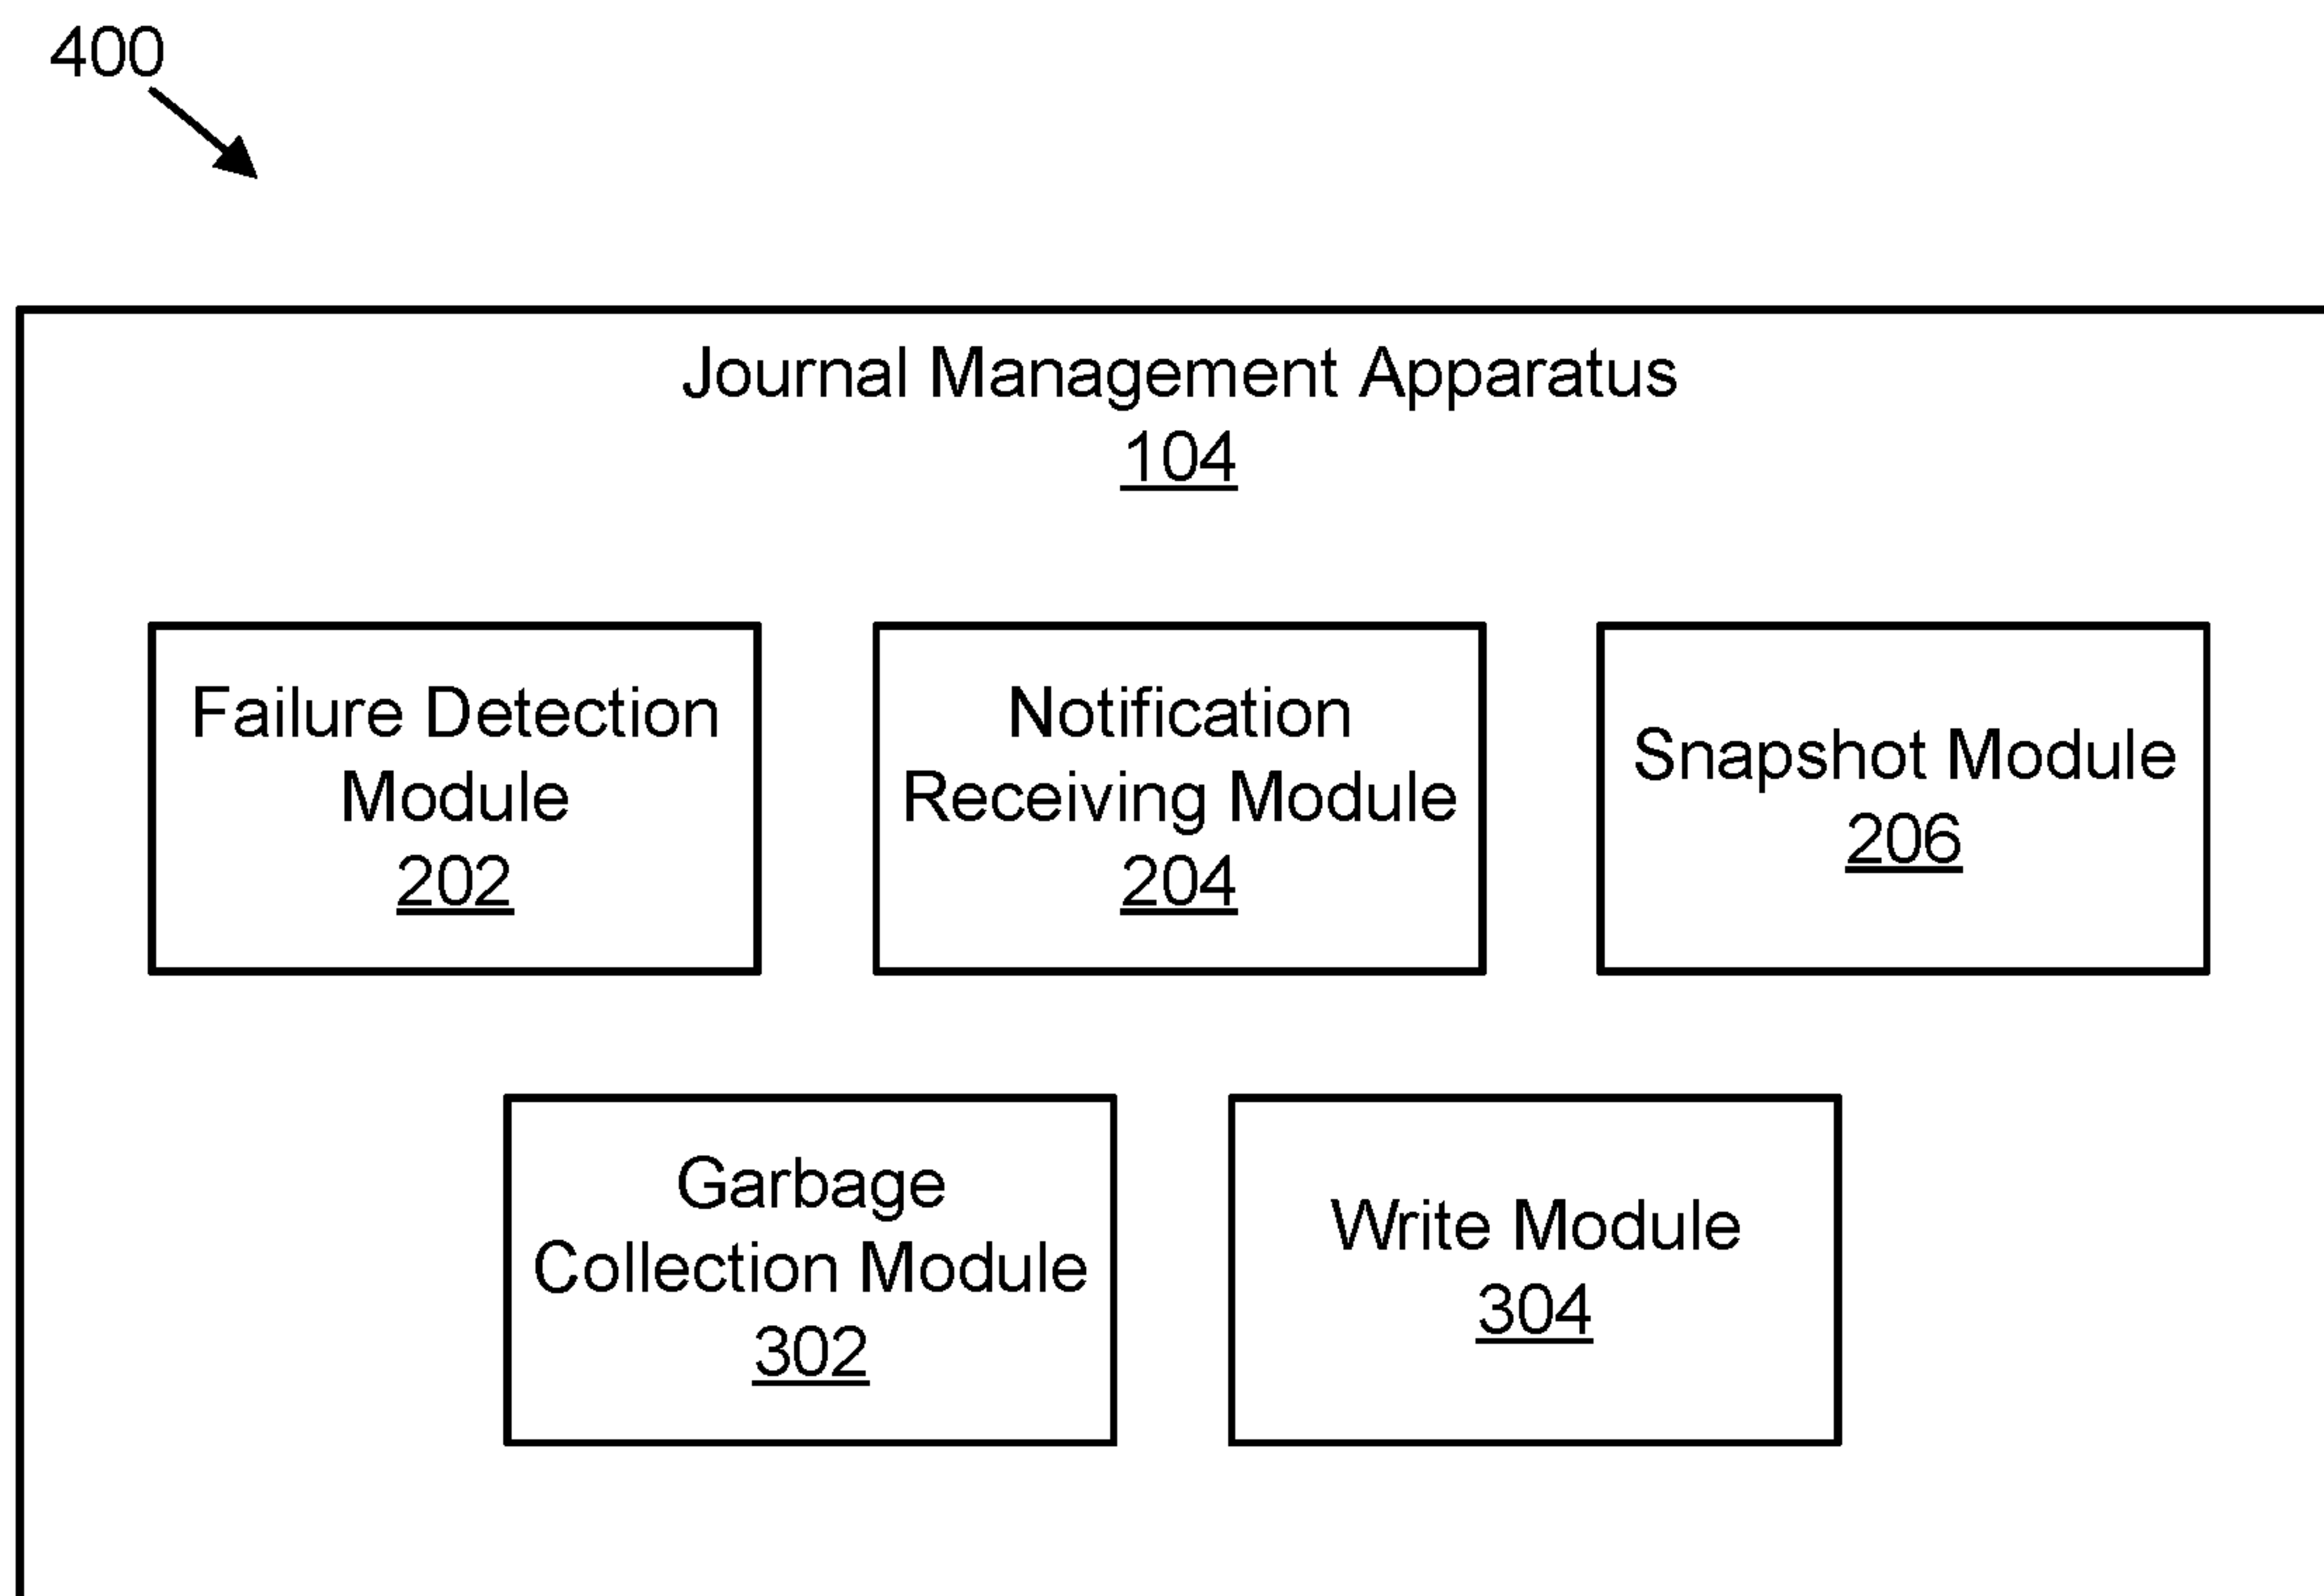 400
Journal Management Apparatus
104
Failure Detection
Module
202
Notification
Receiving Module
204
Snapshot Module
206
Garbage
Collection Module
302
Write Module
304